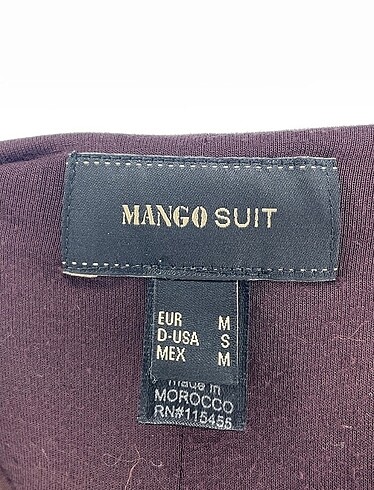 MANGO SUIT
EUR M
D-USA S
MEX M
made in
MOROCCO
RN#115455